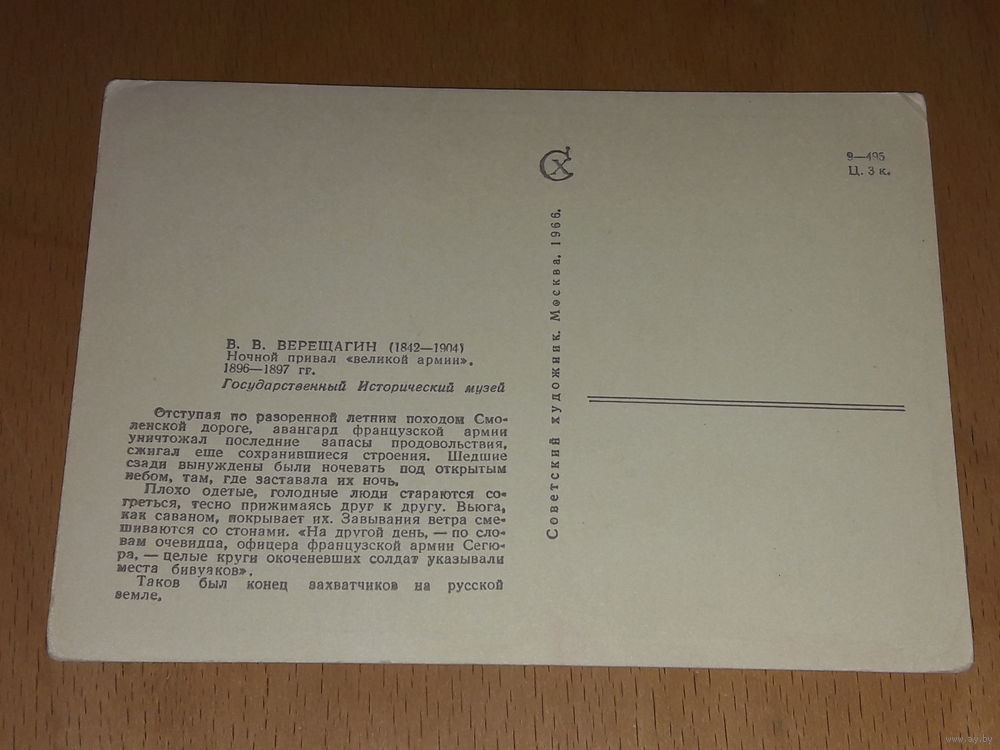 В. В. ВЕРЕЩАГИН (1842—1904)
Ночной привал «великой армии».
1896—1897 гг.
Государственный Исторический музей
Отступая по разоренной летним походом Смо-
ленской дороге, авангард французской армии
уничтожал последние запасы продовольствия,
сжигал еще сохранившиеся строения. Шедшие
сзади вынуждены были ночевать под открытым
небом, там, где заставала их ночь.
Плохо одетые, голодные люди стараются со-
греться, тесно прижимаясь друг к другу. Вьюга,
как саваном, покрывает их. Завывания ветра сме-
шиваются со стонами. «На другой день, — по сло-
вам очевидца, офицера французской армии Сегю-
ра, — целые круги окоченевших солдат указывали
места бивуаков».
Таков был конец захватчиков на русской
земле.
Советский художник. Москва. 1966.
СХ
9—495
Ц. 3 к.
www.ay.by